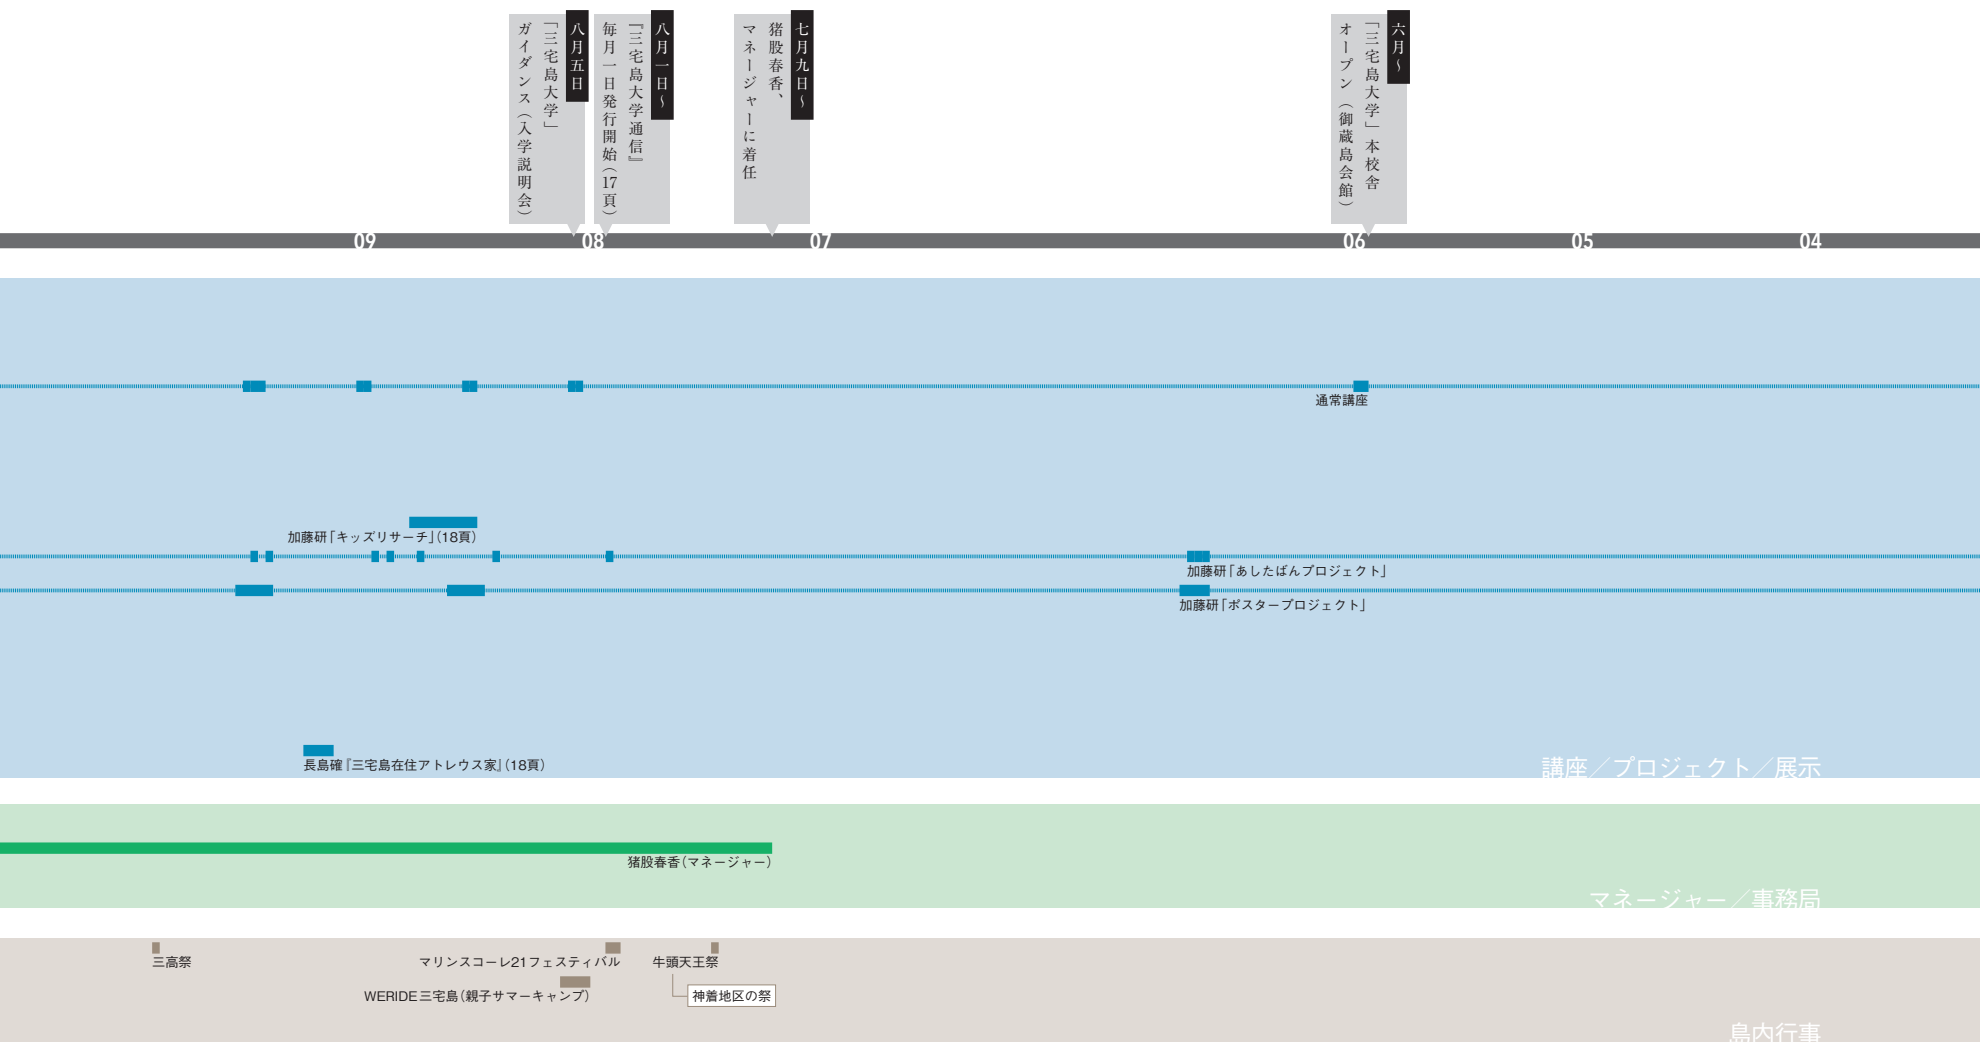 六月～
「三宅島大学」本校舎
オープン（御蔵島会館）
七月九日～
猪股春香、
マネージャーに着任
八月一日～
『三宅島大学通信』
毎月一日発行開始（17頁）
八月五日
「三宅島大学」
ガイダンス（入学説明会）
09 08 07 06 05 04
通常講座
加藤研「キッズリサーチ」（18頁）
加藤研「あしたばんプロジェクト」
加藤研「ポスタープロジェクト」
長島確『三宅島在住アトレウス家』（18頁）
講座／プロジェクト／展示
猪股春香（マネージャー）
マネージャー／事務局
三高祭
マリンスコーレ21フェスティバル
牛頭天王祭
WERIDE三宅島（親子サマーキャンプ）
神着地区の祭
島内行事